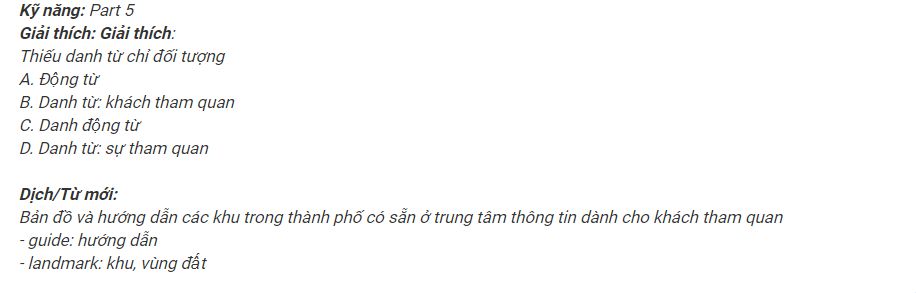 Kỹ năng: Part 5
Giải thích: Giải thích:
Thiếu danh từ chỉ đối tượng
A. Động từ
B. Danh từ: khách tham quan
C. Danh động từ
D. Danh từ: sự tham quan
Dịch/Từ mới:
Bản đồ và hướng dẫn các khu trong thành phố có sẵn ở trung tâm thông tin dành cho khách tham quan
- guide: hướng dẫn
- landmark: khu, vùng đất